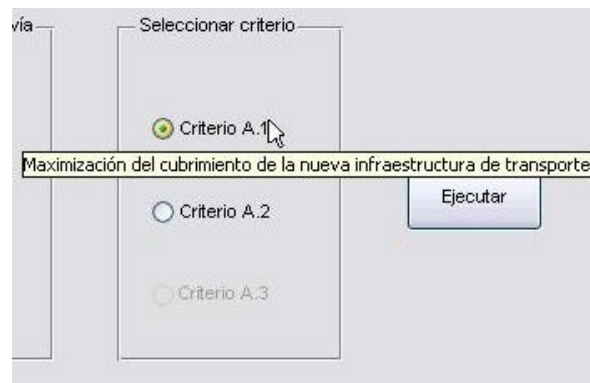 vía
Seleccionar criterio
Criterio A.1
Maximización del cubrimiento de la nueva infraestructura de transporte
Ejecutar
Criterio A.2
Criterio A.3